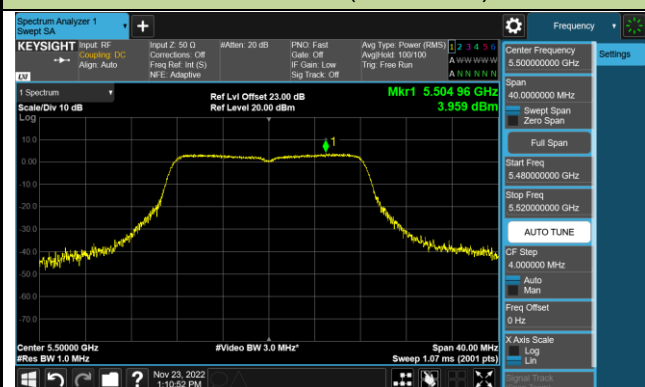 Spectrum Analyzer 1
Swept SA
+
Frequency
KEYSIGHT
Input: RF
Coupling: DC
Align: Auto
Input Z: 50 Ω
Corrections: Off
Freq Ref: Int (S)
NFE: Adaptive
#Atten: 20 dB
PNO: Fast
Gate: Off
IF Gain: Low
Sig Track: Off
Avg Type: Power (RMS)
Avg|Hold: 100/100
Trig: Free Run
1 2 3 4 5 6
A W W W W W
A N N N N N
LXI
Center Frequency
5.500000000 GHz
Settings
Span
40.0000000 MHz
Swept Span
Zero Span
Full Span
Start Freq
5.480000000 GHz
Stop Freq
5.520000000 GHz
AUTO TUNE
CF Step
4.000000 MHz
Auto
Man
Freq Offset
0 Hz
X Axis Scale
Log
Lin
Signal Track
1 Spectrum
Scale/Div 10 dB
Log
Ref Lvl Offset 23.00 dB
Ref Level 20.00 dBm
Mkr1 5.504 96 GHz
3.959 dBm
1
10.0
0.00
-10.0
-20.0
-30.0
-40.0
-50.0
-60.0
-70.0
Center 5.50000 GHz
#Res BW 1.0 MHz
#Video BW 3.0 MHz*
Span 40.00 MHz
Sweep 1.07 ms (2001 pts)
?
Nov 23, 2022
1:10:52 PM